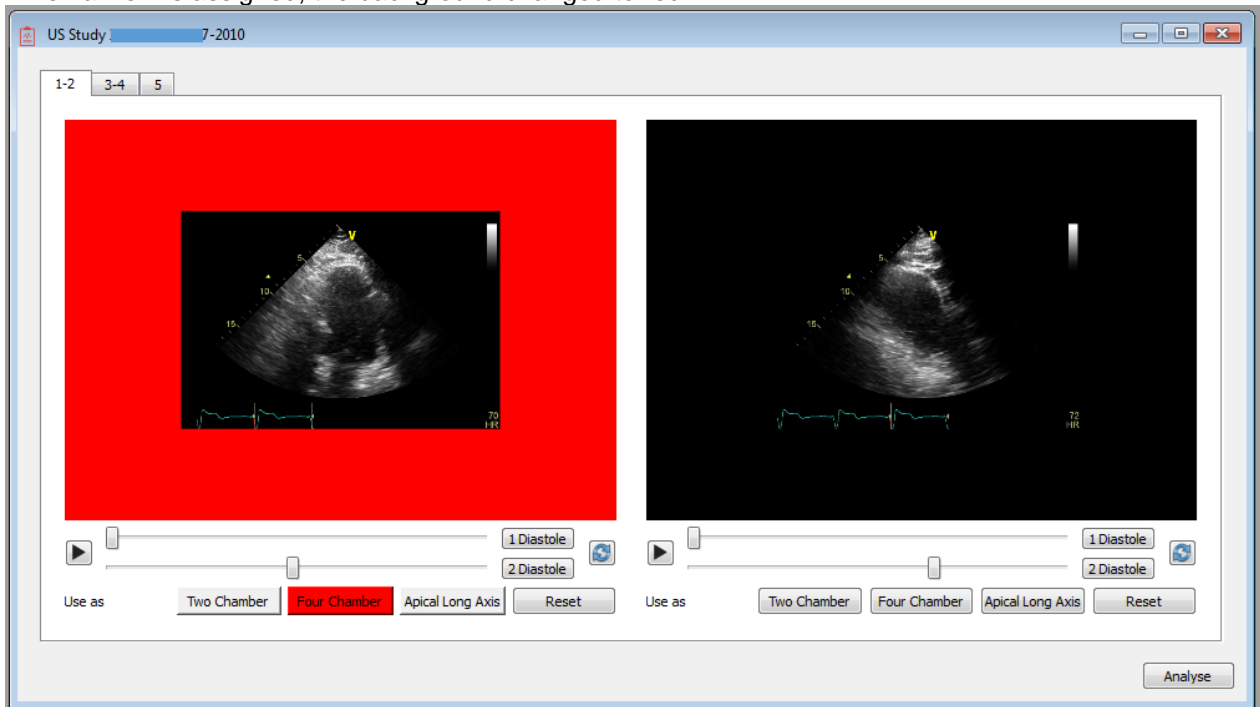 US Study 7-2010
1-2 3-4 5
V
5
10
15
70
HR
V
5
10
15
72
HR
1 Diastole
2 Diastole
1 Diastole
2 Diastole
Use as Two Chamber Four Chamber Apical Long Axis Reset
Use as Two Chamber Four Chamber Apical Long Axis Reset
Analyse